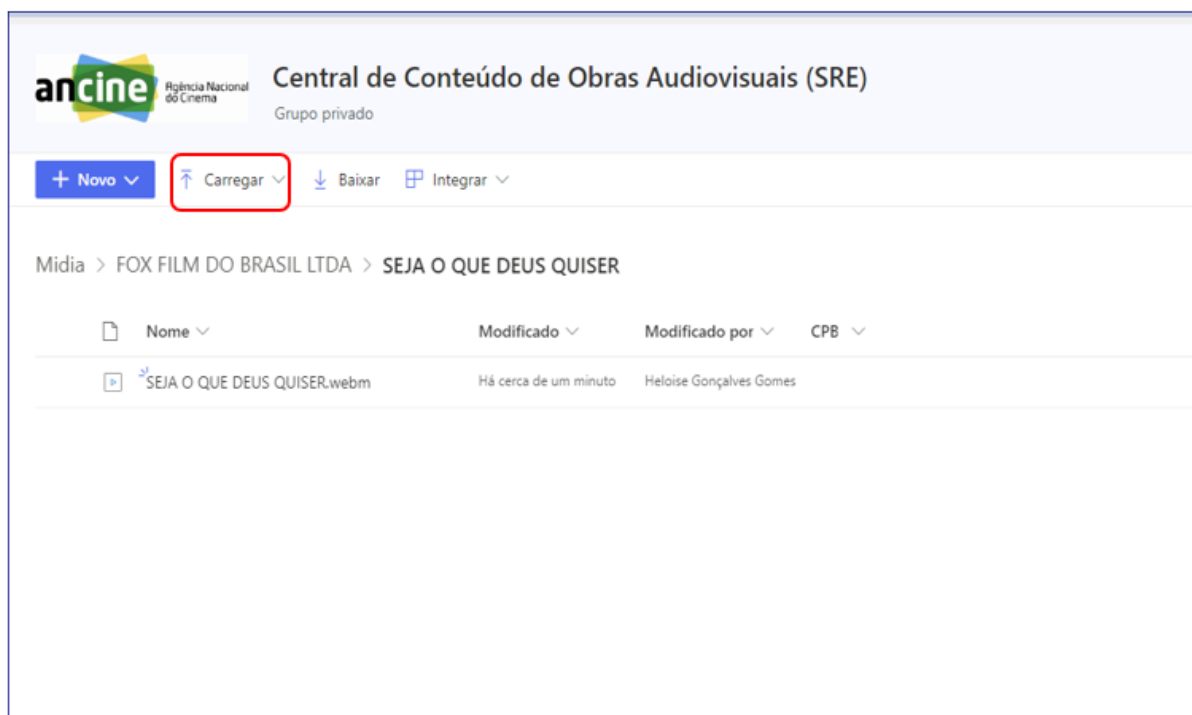 ancine Agência Nacional do Cinema
Central de Conteúdo de Obras Audiovisuais (SRE)
Grupo privado
Novo Carregar Baixar Integrar
Midia > FOX FILM DO BRASIL LTDA > SEJA O QUE DEUS QUISER
Nome Modificado Modificado por CPB
SEJA O QUE DEUS QUISER.webm Há cerca de um minuto Heloise Gonçalves Gomes